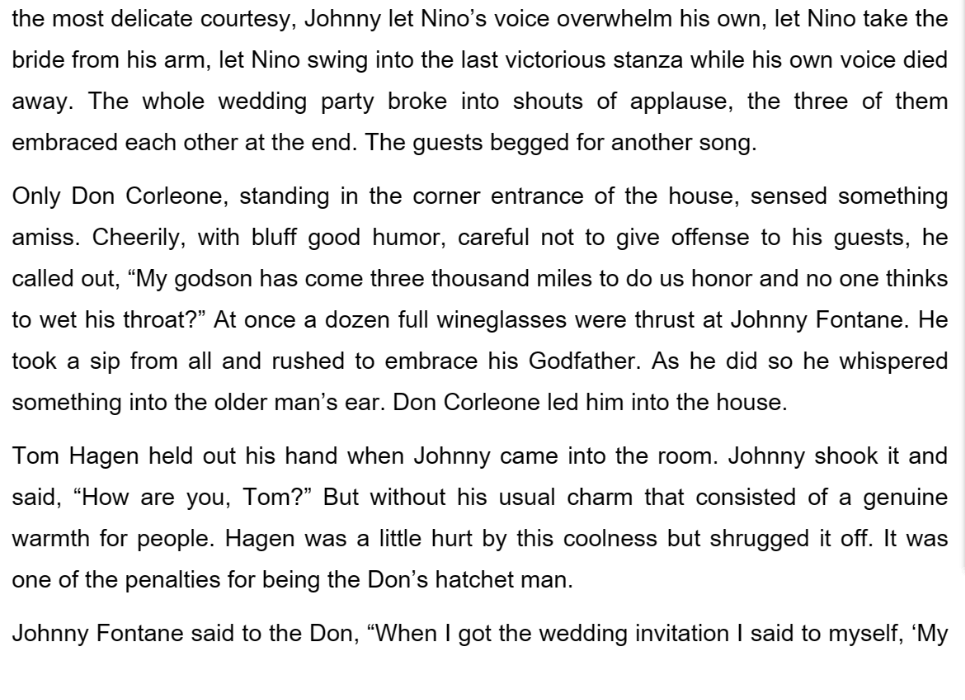 the most delicate courtesy, Johnny let Nino’s voice overwhelm his own, let Nino take the
bride from his arm, let Nino swing into the last victorious stanza while his own voice died
away. The whole wedding party broke into shouts of applause, the three of them
embraced each other at the end. The guests begged for another song.
Only Don Corleone, standing in the corner entrance of the house, sensed something
amiss. Cheerily, with bluff good humor, careful not to give offense to his guests, he
called out, “My godson has come three thousand miles to do us honor and no one thinks
to wet his throat?” At once a dozen full wineglasses were thrust at Johnny Fontane. He
took a sip from all and rushed to embrace his Godfather. As he did so he whispered
something into the older man’s ear. Don Corleone led him into the house.
Tom Hagen held out his hand when Johnny came into the room. Johnny shook it and
said, “How are you, Tom?” But without his usual charm that consisted of a genuine
warmth for people. Hagen was a little hurt by this coolness but shrugged it off. It was
one of the penalties for being the Don’s hatchet man.
Johnny Fontane said to the Don, “When I got the wedding invitation I said to myself, ‘My